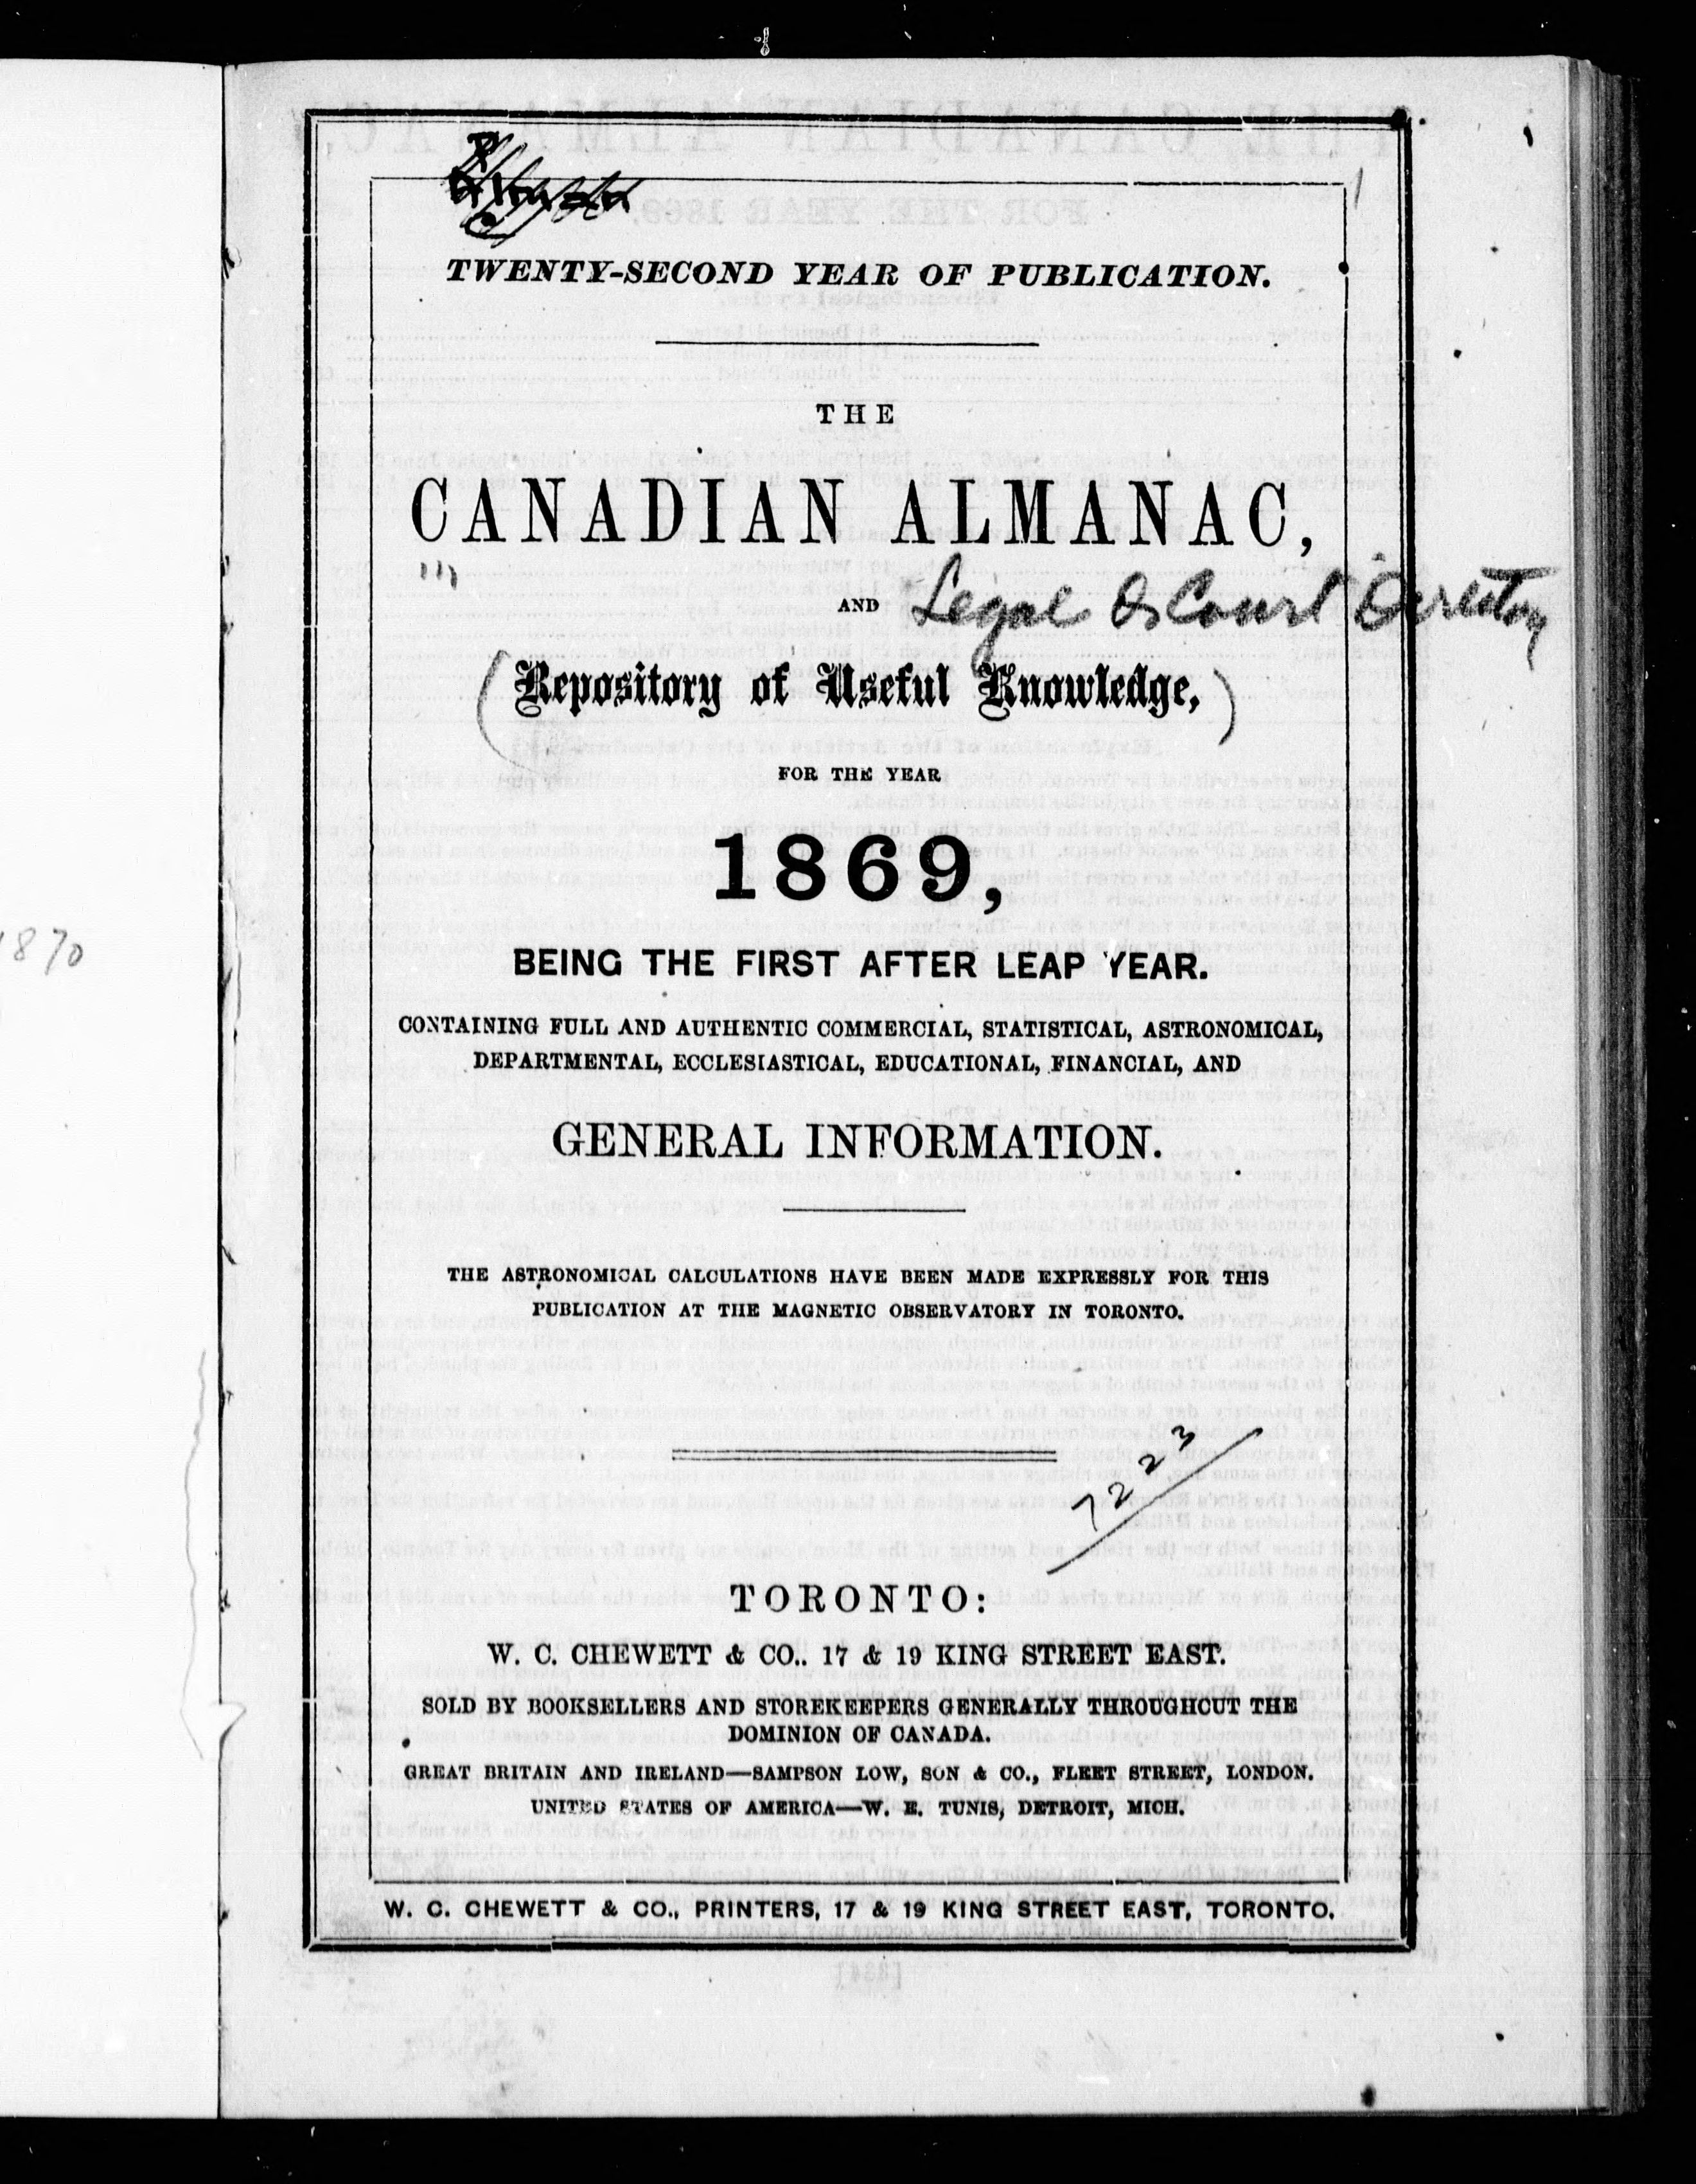 TWENTY-SECOND YEAR OF PUBLICATION.
THE
CANADIAN ALMANAC,
AND Legal & Court Directory
(Repository of Useful Knowledge,)
FOR THE YEAR
1869,
1870
BEING THE FIRST AFTER LEAP YEAR.
CONTAINING FULL AND AUTHENTIC COMMERCIAL, STATISTICAL, ASTRONOMICAL,
DEPARTMENTAL, ECCLESIASTICAL, EDUCATIONAL, FINANCIAL, AND
GENERAL INFORMATION.
THE ASTRONOMICAL CALCULATIONS HAVE BEEN MADE EXPRESSLY FOR THIS
PUBLICATION AT THE MAGNETIC OBSERVATORY IN TORONTO.
7223
TORONTO:
W. C. CHEWETT & CO., 17 & 19 KING STREET EAST.
SOLD BY BOOKSELLERS AND STOREKEEPERS GENERALLY THROUGHOUT THE
DOMINION OF CANADA.
GREAT BRITAIN AND IRELAND—SAMPSON LOW, SON & CO., FLEET STREET, LONDON.
UNITED STATES OF AMERICA—W. E. TUNIS, DETROIT, MICH.
W. C. CHEWETT & CO., PRINTERS, 17 & 19 KING STREET EAST, TORONTO.